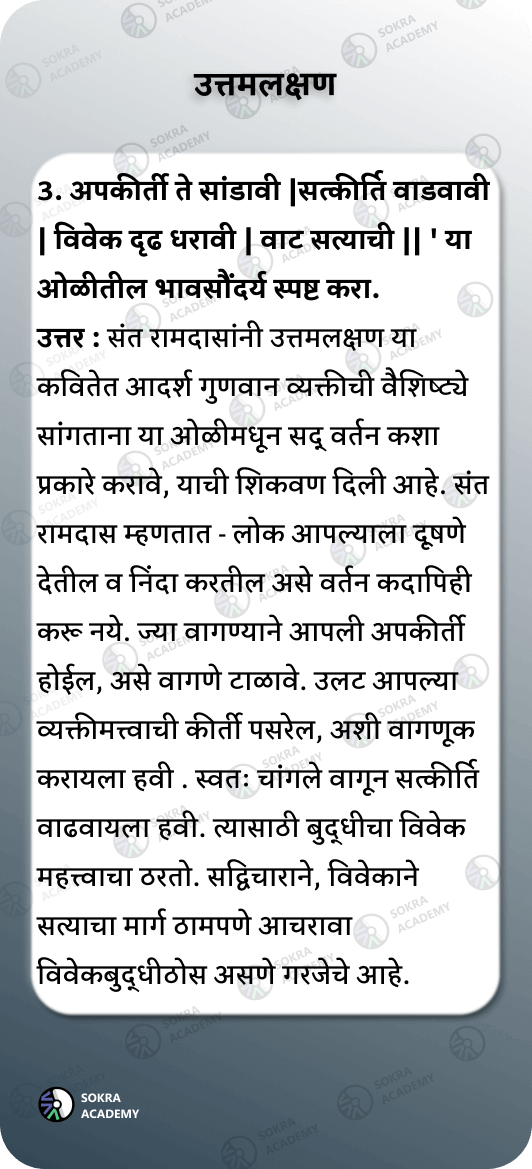 उत्तमलक्षण
3. अपकीर्ती ते सांडावी |सत्कीर्ति वाडवावी
| विवेक दृढ धरावी | वाट सत्याची || ' या
ओळीतील भावसौंदर्य स्पष्ट करा.
उत्तर : संत रामदासांनी उत्तमलक्षण या
कवितेत आदर्श गुणवान व्यक्तीची वैशिष्ट्ये
सांगताना या ओळीमधून सद् वर्तन कशा
प्रकारे करावे, याची शिकवण दिली आहे. संत
रामदास म्हणतात - लोक आपल्याला दूषणे
देतील व निंदा करतील असे वर्तन कदापिही
करू नये. ज्या वागण्याने आपली अपकीर्ती
होईल, असे वागणे टाळावे. उलट आपल्या
व्यक्तीमत्त्वाची कीर्ती पसरेल, अशी वागणूक
करायला हवी . स्वतः चांगले वागून सत्कीर्ति
वाढवायला हवी. त्यासाठी बुद्धीचा विवेक
महत्त्वाचा ठरतो. सद्विचाराने, विवेकाने
सत्याचा मार्ग ठामपणे आचरावा
विवेकबुद्धीठोस असणे गरजेचे आहे.
SOKRA
ACADEMY